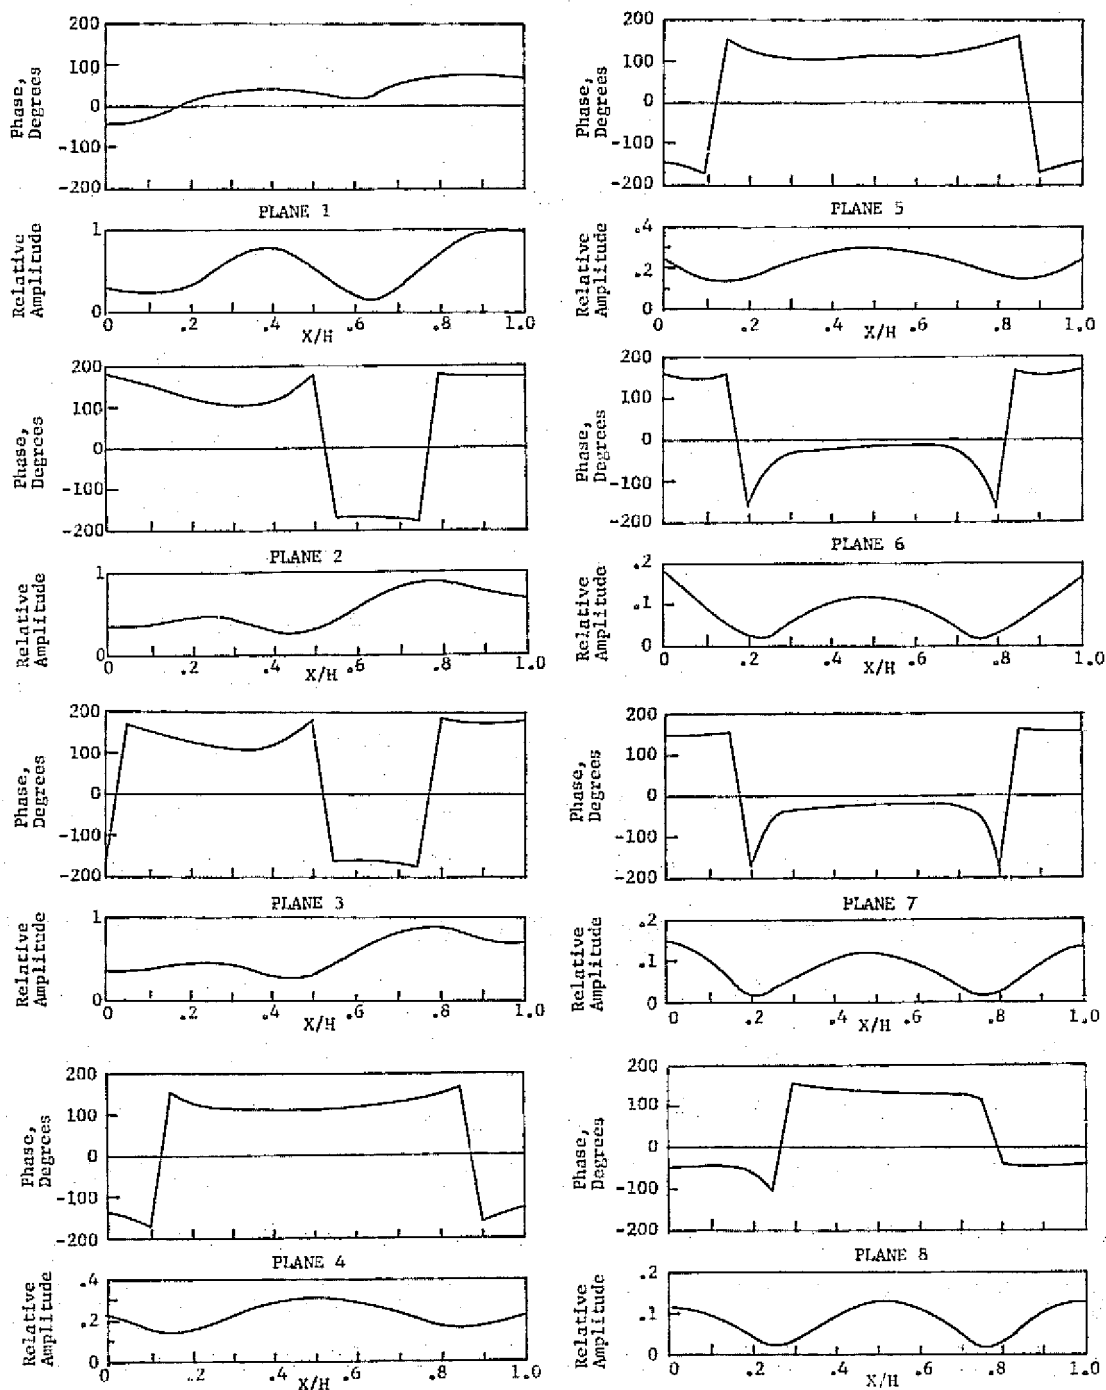 Phase,
Degrees
200
100
0
-100
-200
PLANE 1
Relative
Amplitude
1
0
0 .2 .4 .6 .8 1.0
X/H
Phase,
Degrees
200
100
0
-100
-200
PLANE 2
Relative
Amplitude
1
0
0 .2 .4 .6 .8 1.0
X/H
Phase,
Degrees
200
100
0
-100
-200
PLANE 3
Relative
Amplitude
1
0
0 .2 .4 .6 .8 1.0
X/H
Phase,
Degrees
200
100
0
-100
-200
PLANE 4
Relative
Amplitude
.4
.2
0
0 .2 .4 .6 .8 1.0
X/H
Phase,
Degrees
200
100
0
-100
-200
PLANE 5
Relative
Amplitude
.4
.2
0
0 .2 .4 .6 .8 1.0
X/H
Phase,
Degrees
200
100
0
-100
-200
PLANE 6
Relative
Amplitude
.2
.1
0
0 .2 .4 .6 .8 1.0
X/H
Phase,
Degrees
200
100
0
-100
-200
PLANE 7
Relative
Amplitude
.2
.1
0
0 .2 .4 .6 .8 1.0
X/H
Phase,
Degrees
200
100
0
-100
-200
PLANE 8
Relative
Amplitude
.2
.1
0
0 .2 .4 .6 .8 1.0
X/H